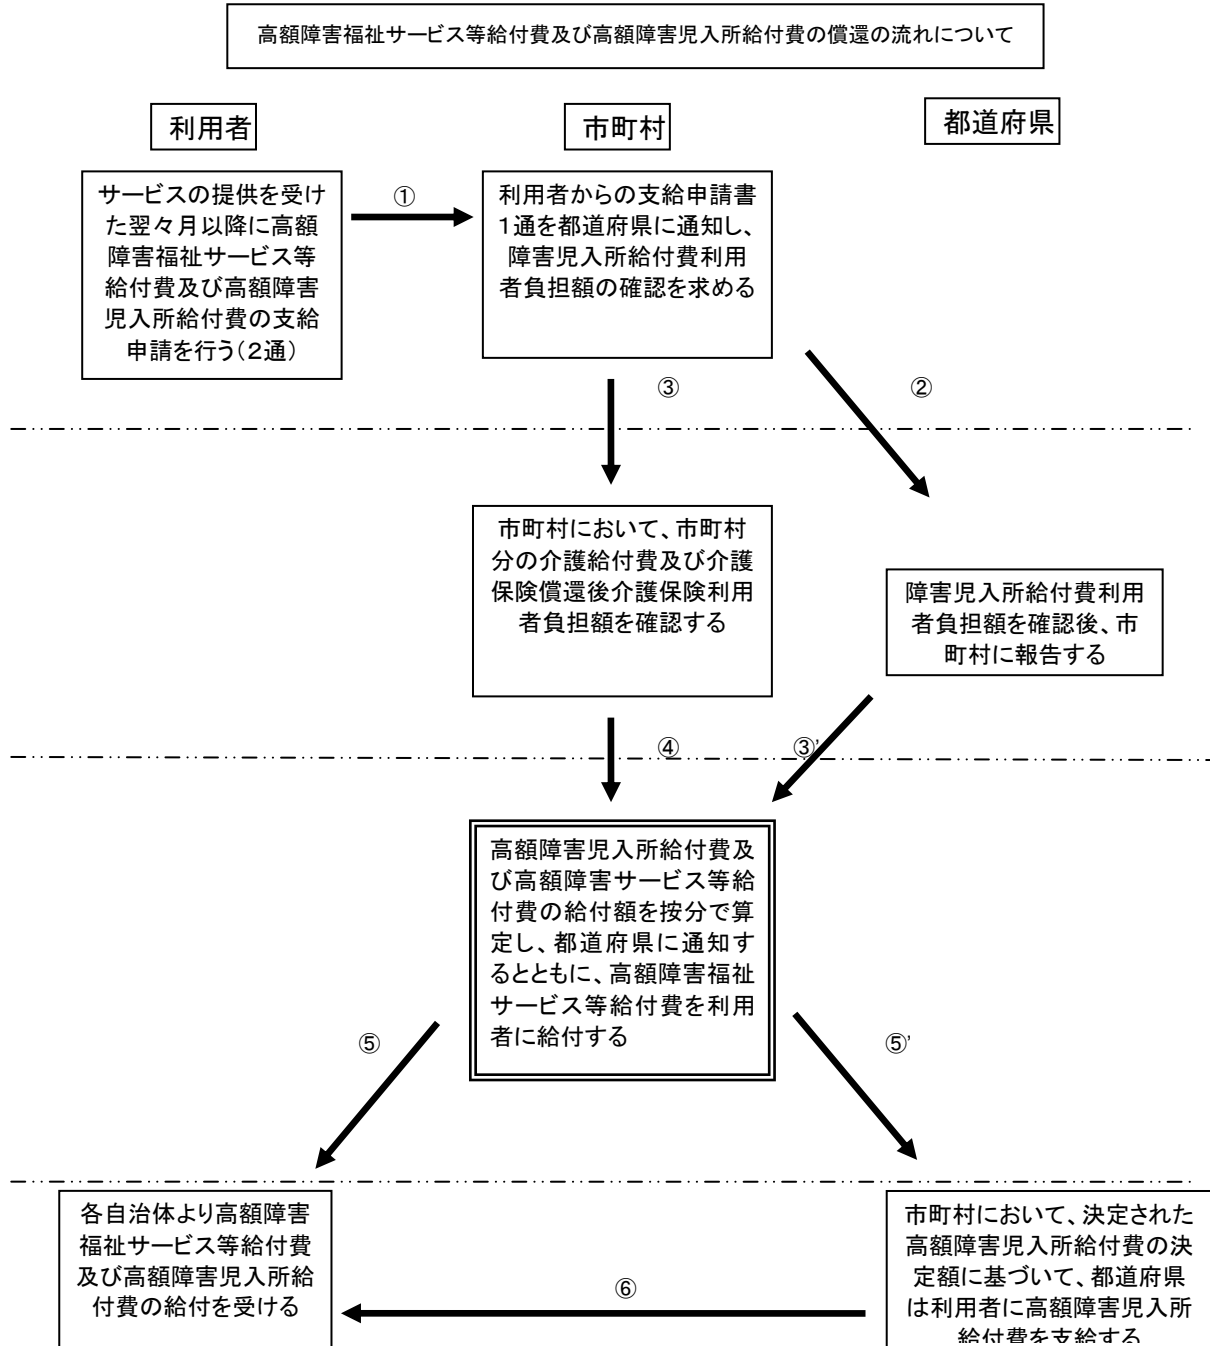 高額障害福祉サービス等給付費及び高額障害児入所給付費の償還の流れについて
利用者
市町村
都道府県
サービスの提供を受け
た翌々月以降に高額
障害福祉サービス等
給付費及び高額障害
児入所給付費の支給
申請を行う(2通)
①
利用者からの支給申請書
1通を都道府県に通知し、
障害児入所給付費利用
者負担額の確認を求める
③
②
市町村において、市町村
分の介護給付費及び介護
保険償還後介護保険利用
者負担額を確認する
障害児入所給付費利用
者負担額を確認後、市
町村に報告する
④
③'
高額障害児入所給付費及
び高額障害サービス等給
付費の給付額を按分で算
定し、都道府県に通知す
るとともに、高額障害福祉
サービス等給付費を利用
者に給付する
⑤
⑤'
各自治体より高額障害
福祉サービス等給付費
及び高額障害児入所給
付費の給付を受ける
⑥
市町村において、決定された
高額障害児入所給付費の決
定額に基づいて、都道府県
は利用者に高額障害児入所
給付費を支給する